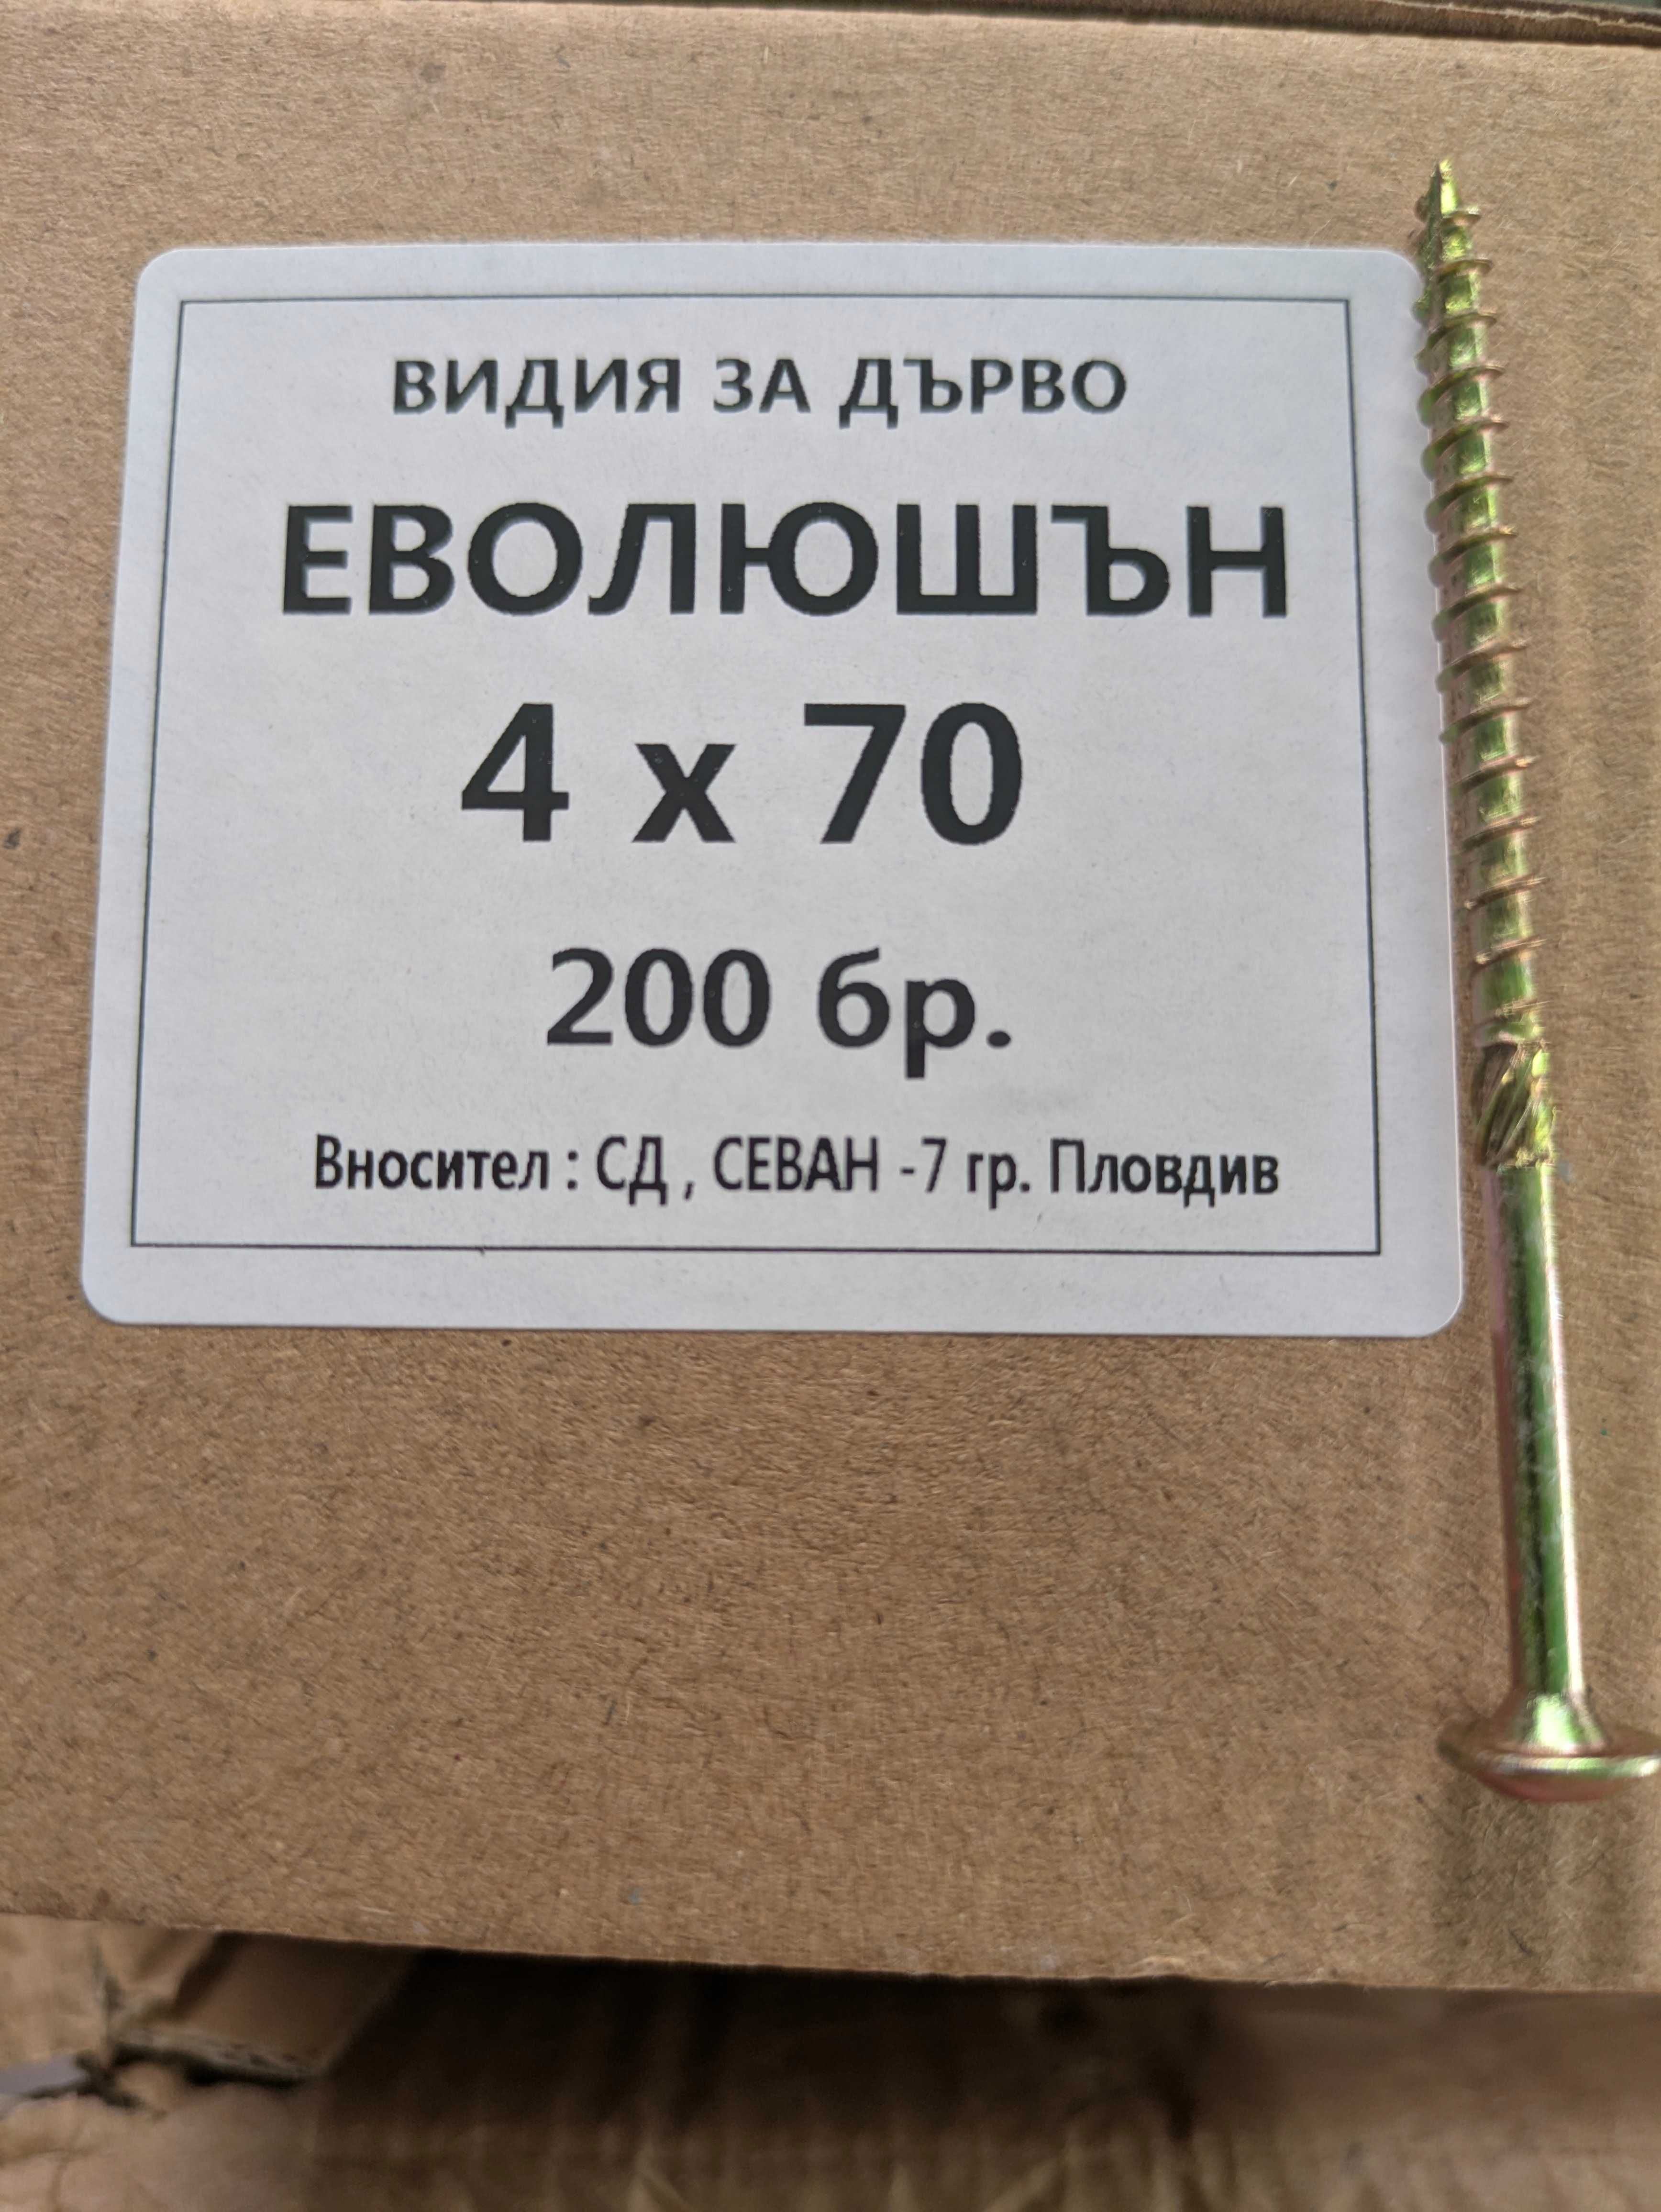 ВИДИЯ ЗА ДЪРВО
ЕВОЛЮШЪН
4 x 70
200 бр.
Вносител : СД , СЕВАН -7 гр. Пловдив